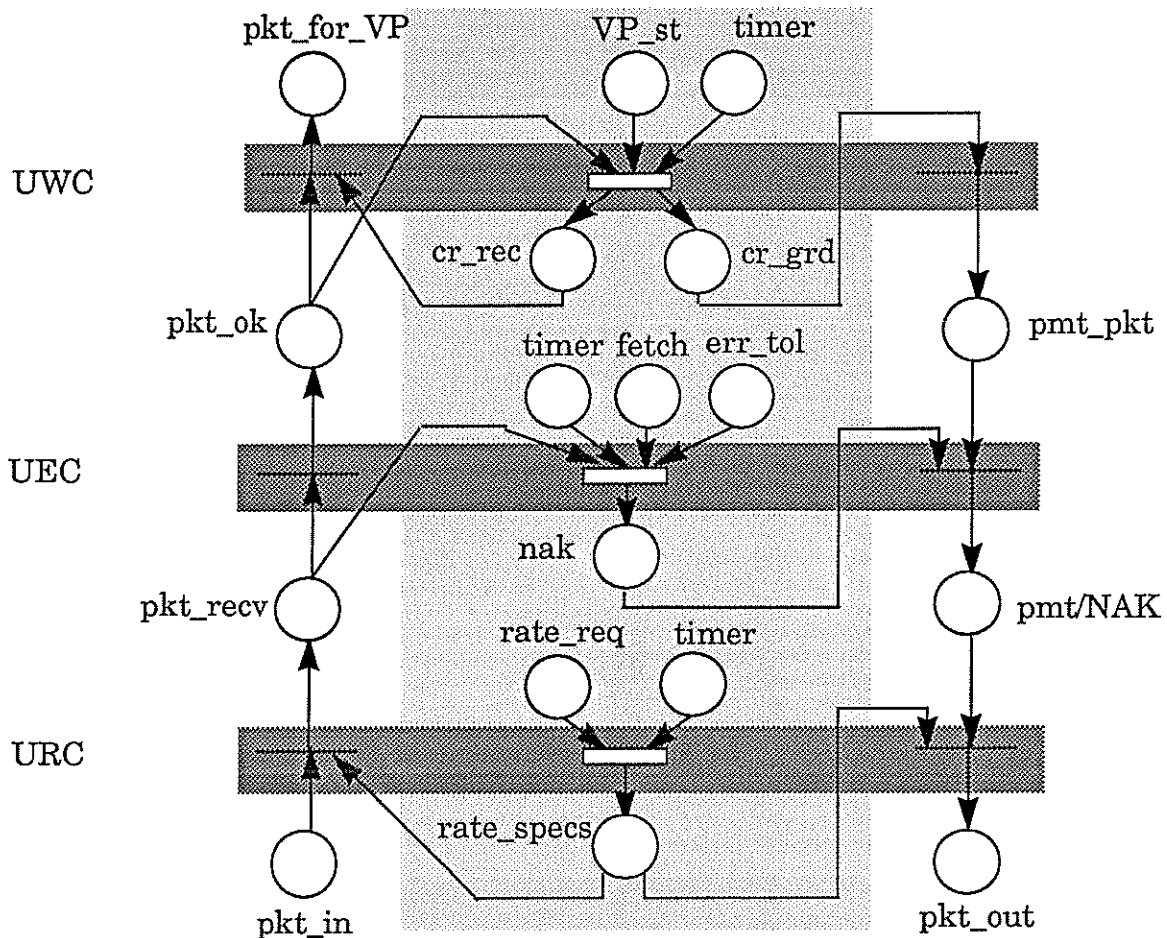 pkt_for_VP
VP_st
timer
UWC
cr_rec
cr_grd
pkt_ok
pmt_pkt
timer
fetch
err_tol
UEC
nak
pkt_recv
pmt/NAK
rate_req
timer
URC
rate_specs
pkt_in
pkt_out